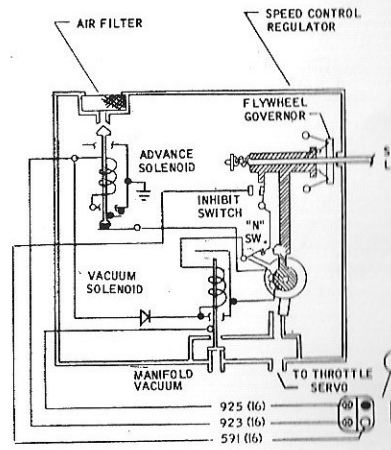 AIR FILTER
SPEED CONTROL
REGULATOR
FLYWHEEL
GOVERNOR
ADVANCE
SOLENOID
S
L
INHIBIT
SWITCH
"N"
SW.
VACUUM
SOLENOID
MANIFOLD
VACUUM
TO THROTTLE
SERVO
925 (16)
923 (16)
591 (16)